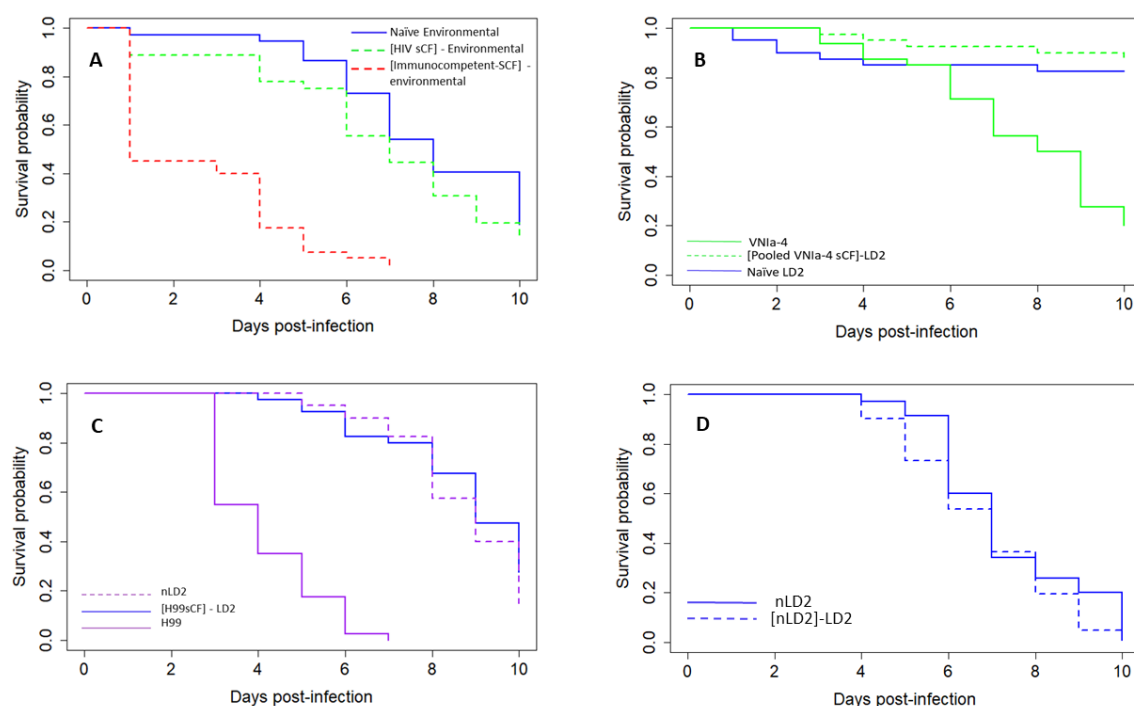 A
Naïve Environmental
[HIV sCF] - Environmental
[Immunocompetent-SCF] -
environmental
Survival probability
0.0
0.2
0.4
0.6
0.8
1.0
0 2 4 6 8 10
Days post-infection
B
VNIa-4
[Pooled VNIa-4 sCF]-LD2
Naïve LD2
Survival probability
0.0
0.2
0.4
0.6
0.8
1.0
0 2 4 6 8 10
Days post-infection
C
nLD2
[H99sCF] - LD2
H99
Survival probability
0.0
0.2
0.4
0.6
0.8
1.0
0 2 4 6 8 10
Days post-infection
D
nLD2
[nLD2]-LD2
Survival probability
0.0
0.2
0.4
0.6
0.8
1.0
0 2 4 6 8 10
Days post-infection